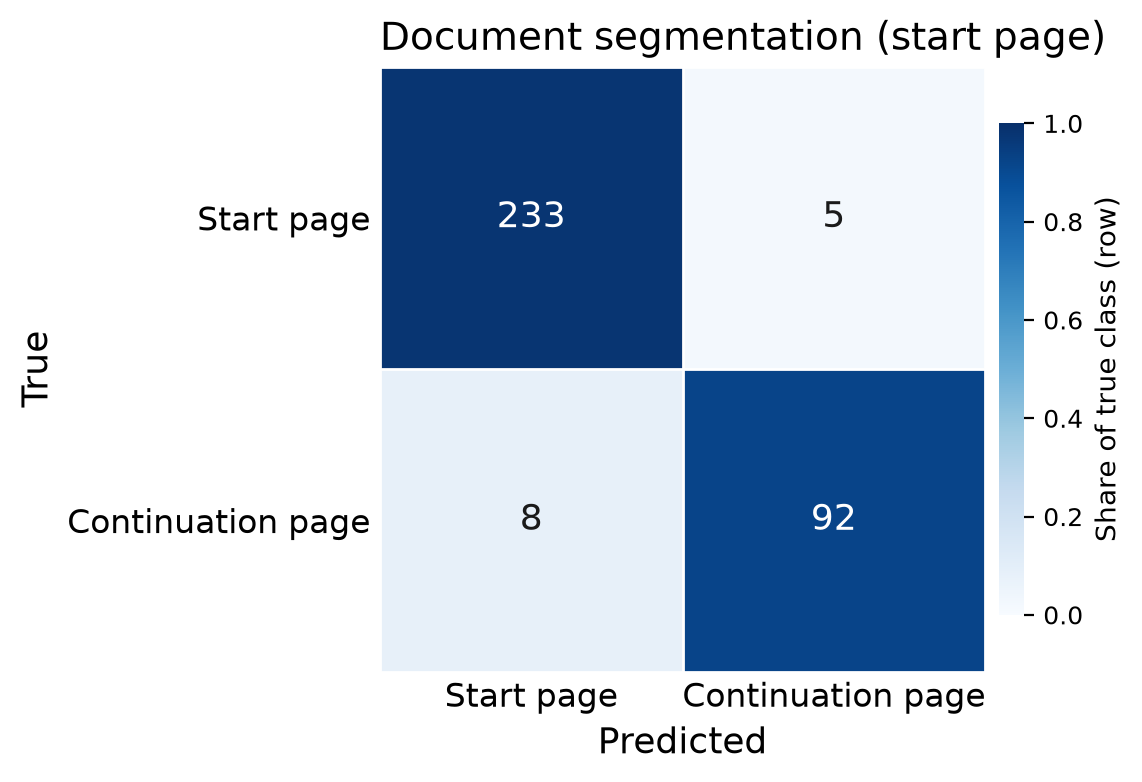 Document segmentation (start page)
Start page
233
5
Continuation page
8
92
Start page
Continuation page
Predicted
True
1.0
0.8
0.6
0.4
0.2
0.0
Share of true class (row)